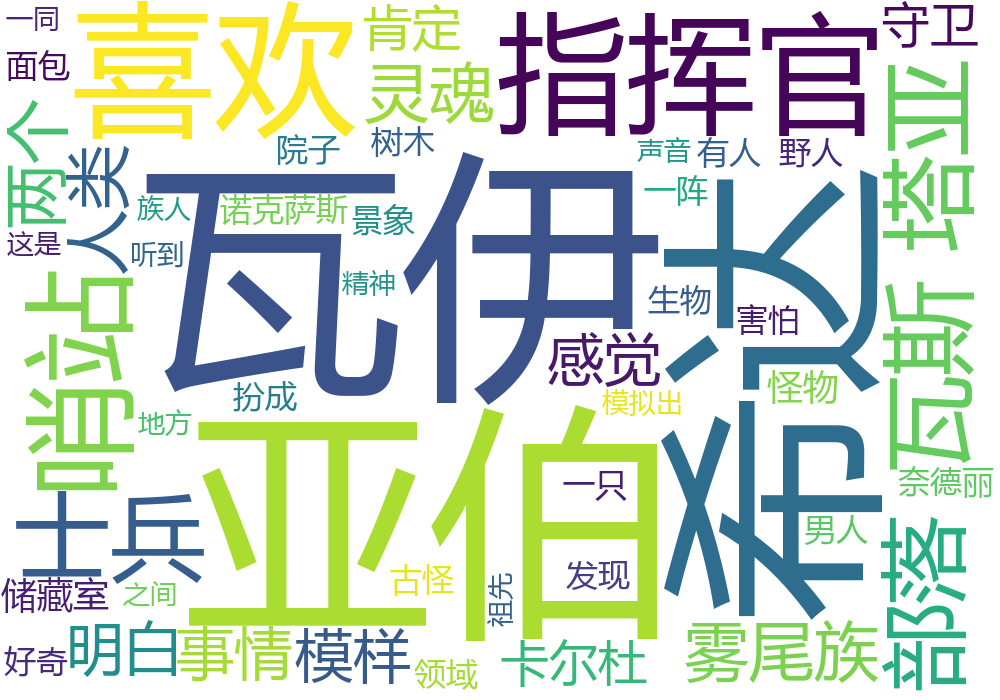 一同
喜欢
肯定
指挥官
守卫
面包
灵魂
两个
人类
院子
树木
声音
有人
野人
塔亚
族人
诺克萨斯
景象
一阵
瓦伊
希达
这是
听到
精神
生物
害怕
哨站
感觉
瓦斯
扮成
模拟出
怪物
地方
亚伯
奈德丽
士兵
一只
男人
部落
储藏室
之间
古怪
祖先
发现
好奇
明白
事情
模样
领域
卡尔杜
雾尾族